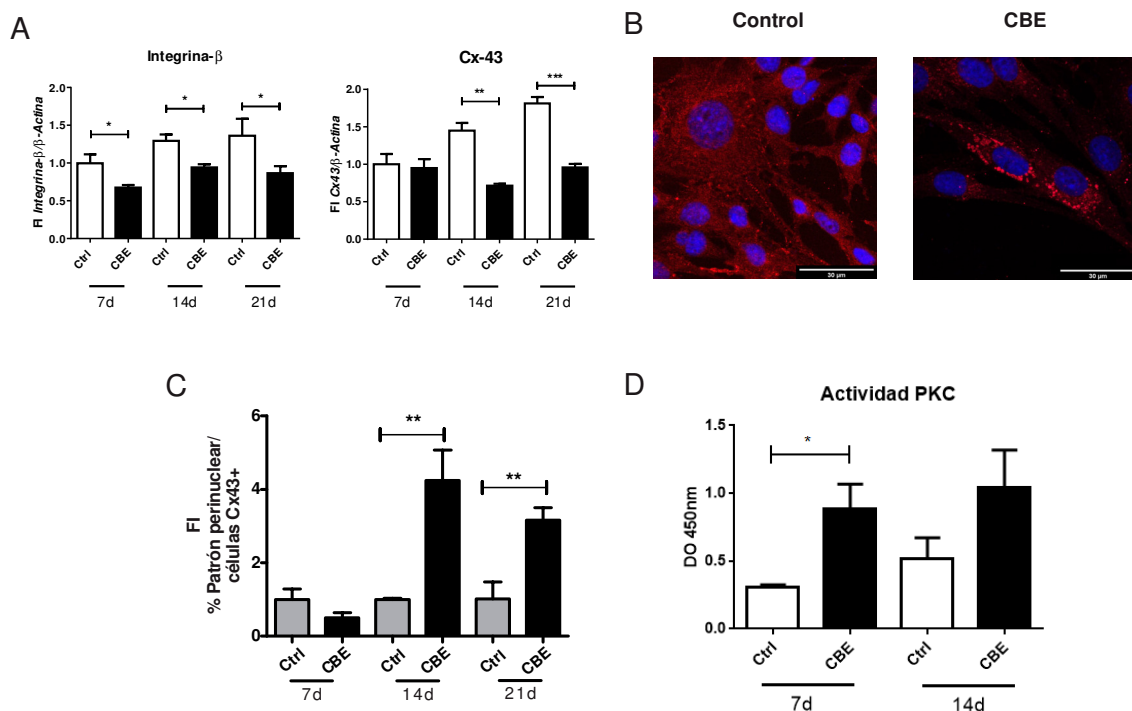 A
Integrina-β
FI Integrina-β/β-Actina
2.0
1.5
1.0
0.5
0.0
*
*
*
Ctrl CBE Ctrl CBE Ctrl CBE
7d 14d 21d
Cx-43
FI Cx43/β-Actina
2.0
1.5
1.0
0.5
0.0
**
***
Ctrl CBE Ctrl CBE Ctrl CBE
7d 14d 21d
B
Control CBE
30 µm 30 µm
C
FI
% Patrón perinuclear/
células Cx43+
6
4
2
0
**
**
Ctrl CBE Ctrl CBE Ctrl CBE
7d 14d 21d
D
Actividad PKC
DO 450nm
1.5
1.0
0.5
0.0
*
Ctrl CBE Ctrl CBE
7d 14d